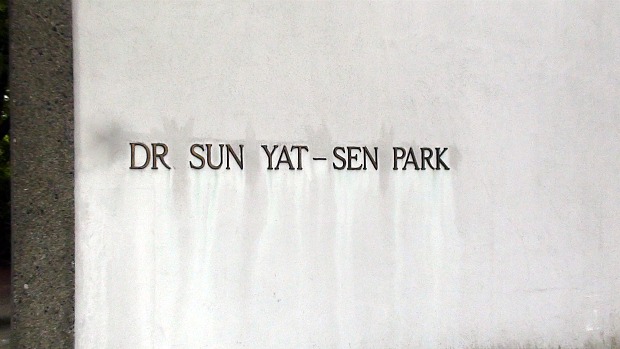 DR SUN YAT-SEN PARK